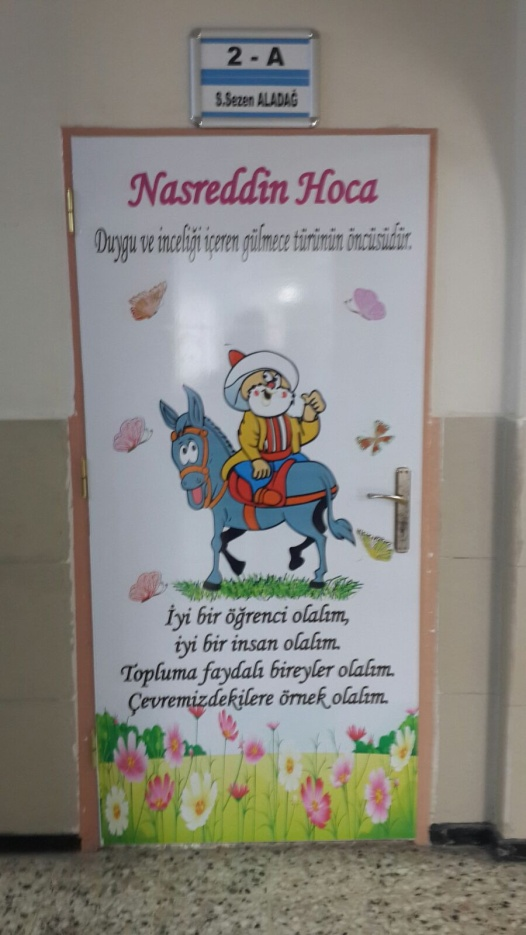 2 - A
S.Sezen ALADAĞ
Nasreddin Hoca
Duygu ve inceliği içeren gülmece türünün öncüsüdür.
İyi bir öğrenci olalım,
iyi bir insan olalım.
Topluma faydalı bireyler olalım.
Çevremizdekilere örnek olalım.